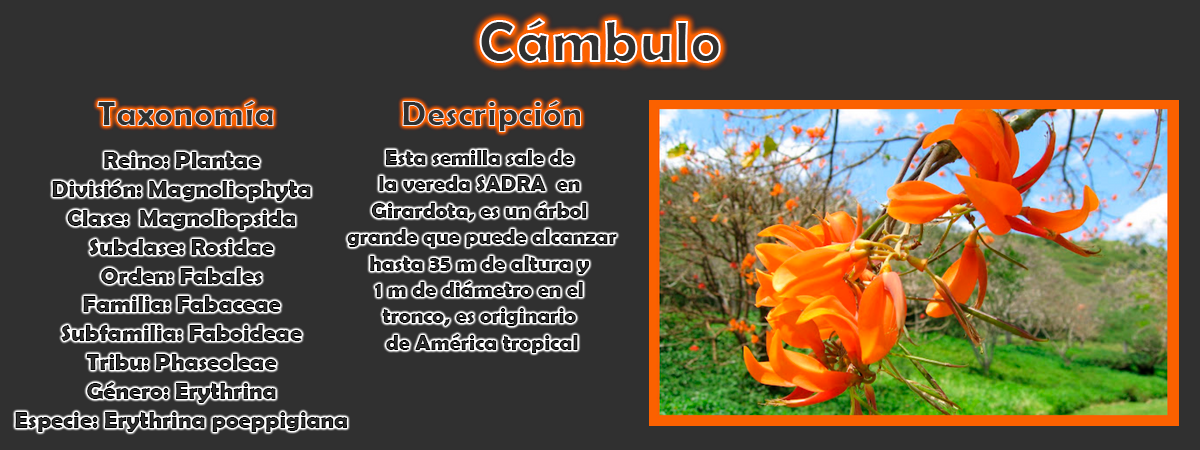 Cámbulo
Taxonomía
Reino: Plantae
División: Magnoliophyta
Clase: Magnoliopsida
Subclase: Rosidae
Orden: Fabales
Familia: Fabaceae
Subfamilia: Faboideae
Tribu: Phaseoleae
Género: Erythrina
Especie: Erythrina poeppigiana
Descripción
Esta semilla sale de
la vereda SADRA en
Girardota, es un árbol
grande que puede alcanzar
hasta 35 m de altura y
1 m de diámetro en el
tronco, es originario
de América tropical